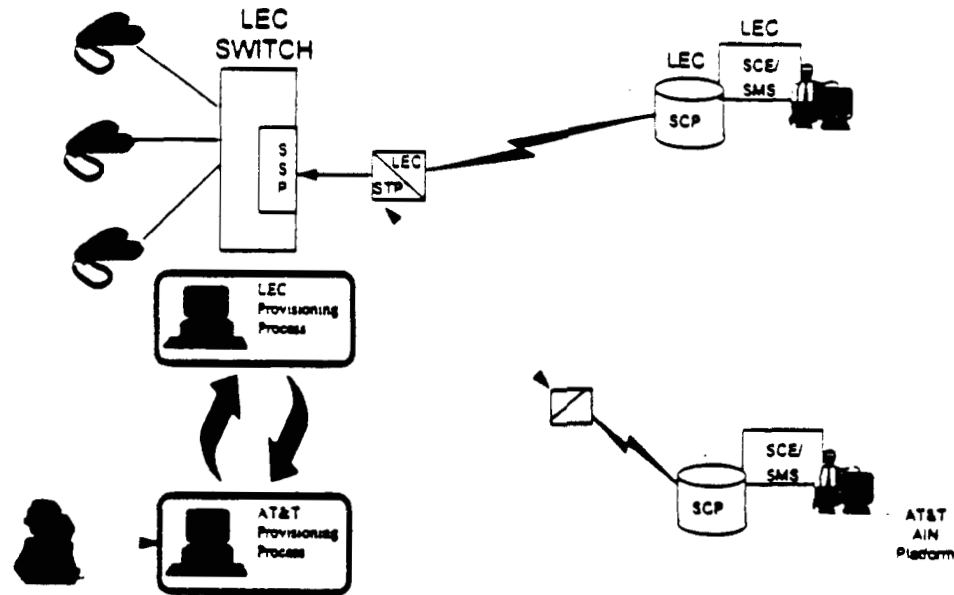 LEC
SWITCH
S
S
P
LEC
STP
LEC
SCP
LEC
SCE/
SMS
LEC
Provisioning
Process
AT&T
Provisioning
Process
SCP
SCE/
SMS
AT&T
AIN
Platform